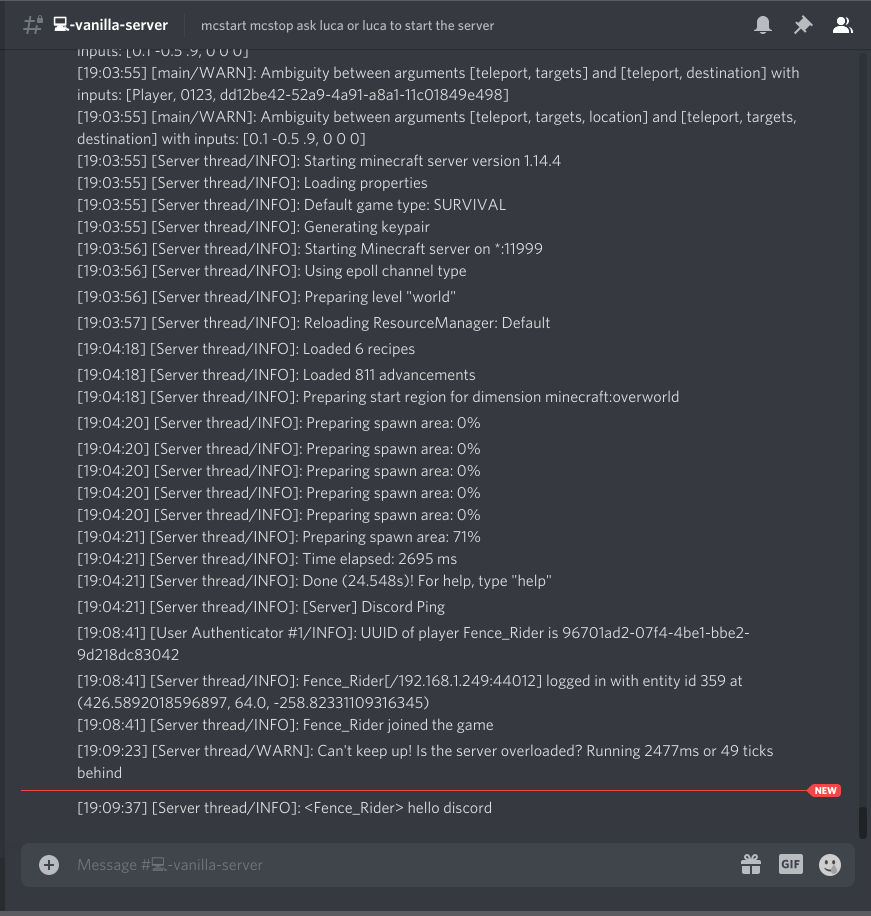 -vanilla-server
mcstart mcstop ask luca or luca to start the server
inputs: [0.1 -0.5 .9, 0 0 0]
[19:03:55] [main/WARN]: Ambiguity between arguments [teleport, targets] and [teleport, destination] with
inputs: [Player, 0123, dd12be42-52a9-4a91-a8a1-11c01849e498]
[19:03:55] [main/WARN]: Ambiguity between arguments [teleport, targets, location] and [teleport, targets,
destination] with inputs: [0.1 -0.5 .9, 0 0 0]
[19:03:55] [Server thread/INFO]: Starting minecraft server version 1.14.4
[19:03:55] [Server thread/INFO]: Loading properties
[19:03:55] [Server thread/INFO]: Default game type: SURVIVAL
[19:03:55] [Server thread/INFO]: Generating keypair
[19:03:56] [Server thread/INFO]: Starting Minecraft server on *:11999
[19:03:56] [Server thread/INFO]: Using epoll channel type
[19:03:56] [Server thread/INFO]: Preparing level "world"
[19:03:57] [Server thread/INFO]: Reloading ResourceManager: Default
[19:04:18] [Server thread/INFO]: Loaded 6 recipes
[19:04:18] [Server thread/INFO]: Loaded 811 advancements
[19:04:18] [Server thread/INFO]: Preparing start region for dimension minecraft:overworld
[19:04:20] [Server thread/INFO]: Preparing spawn area: 0%
[19:04:20] [Server thread/INFO]: Preparing spawn area: 0%
[19:04:20] [Server thread/INFO]: Preparing spawn area: 0%
[19:04:20] [Server thread/INFO]: Preparing spawn area: 0%
[19:04:20] [Server thread/INFO]: Preparing spawn area: 0%
[19:04:21] [Server thread/INFO]: Preparing spawn area: 71%
[19:04:21] [Server thread/INFO]: Time elapsed: 2695 ms
[19:04:21] [Server thread/INFO]: Done (24.548s)! For help, type "help"
[19:04:21] [Server thread/INFO]: [Server] Discord Ping
[19:08:41] [User Authenticator #1/INFO]: UUID of player Fence_Rider is 96701ad2-07f4-4be1-bbe2-
9d218dc83042
[19:08:41] [Server thread/INFO]: Fence_Rider[/192.168.1.249:44012] logged in with entity id 359 at
(426.5892018596897, 64.0, -258.82331109316345)
[19:08:41] [Server thread/INFO]: Fence_Rider joined the game
[19:09:23] [Server thread/WARN]: Can't keep up! Is the server overloaded? Running 2477ms or 49 ticks
behind
NEW
[19:09:37] [Server thread/INFO]: <Fence_Rider> hello discord
Message #💻-vanilla-server
GIF